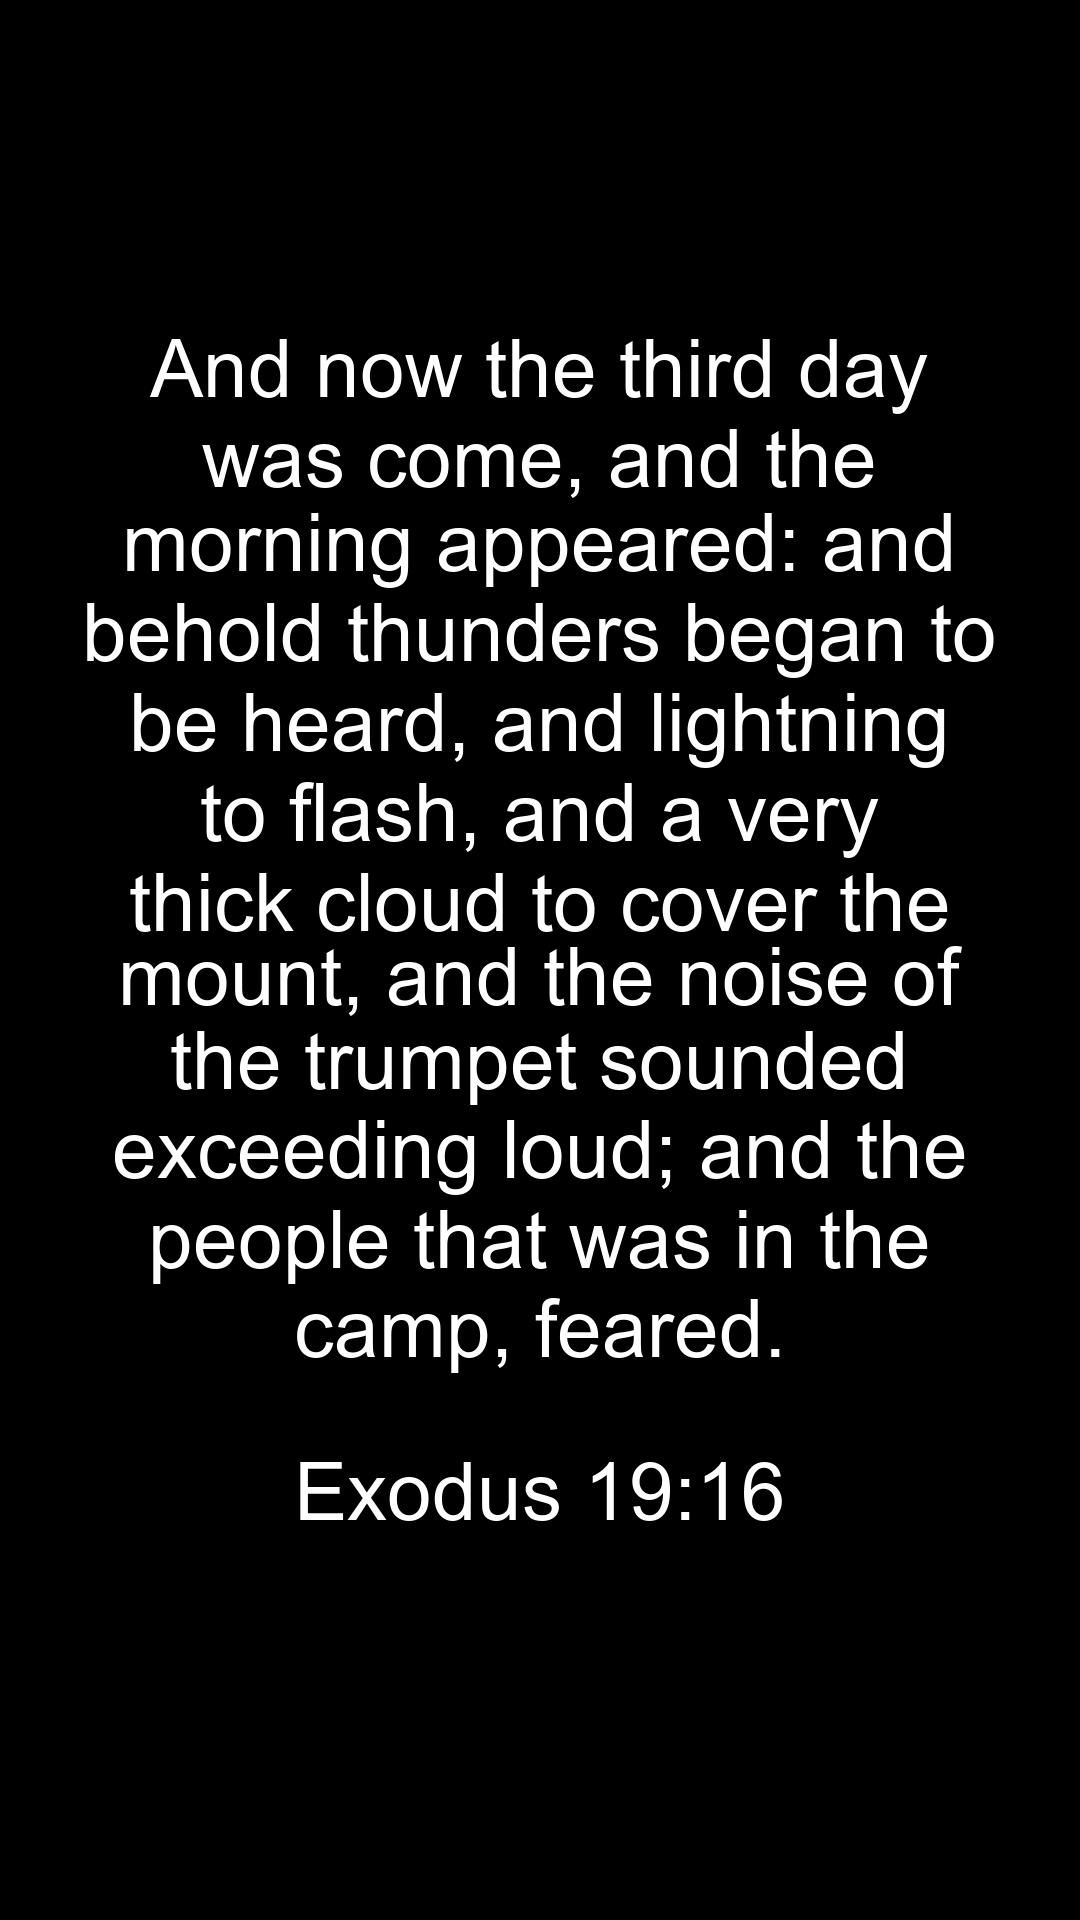 And now the third day
was come, and the
morning appeared: and
behold thunders began to
be heard, and lightning
to flash, and a very
thick cloud to cover the
mount, and the noise of
the trumpet sounded
exceeding loud; and the
people that was in the
camp, feared.
Exodus 19:16